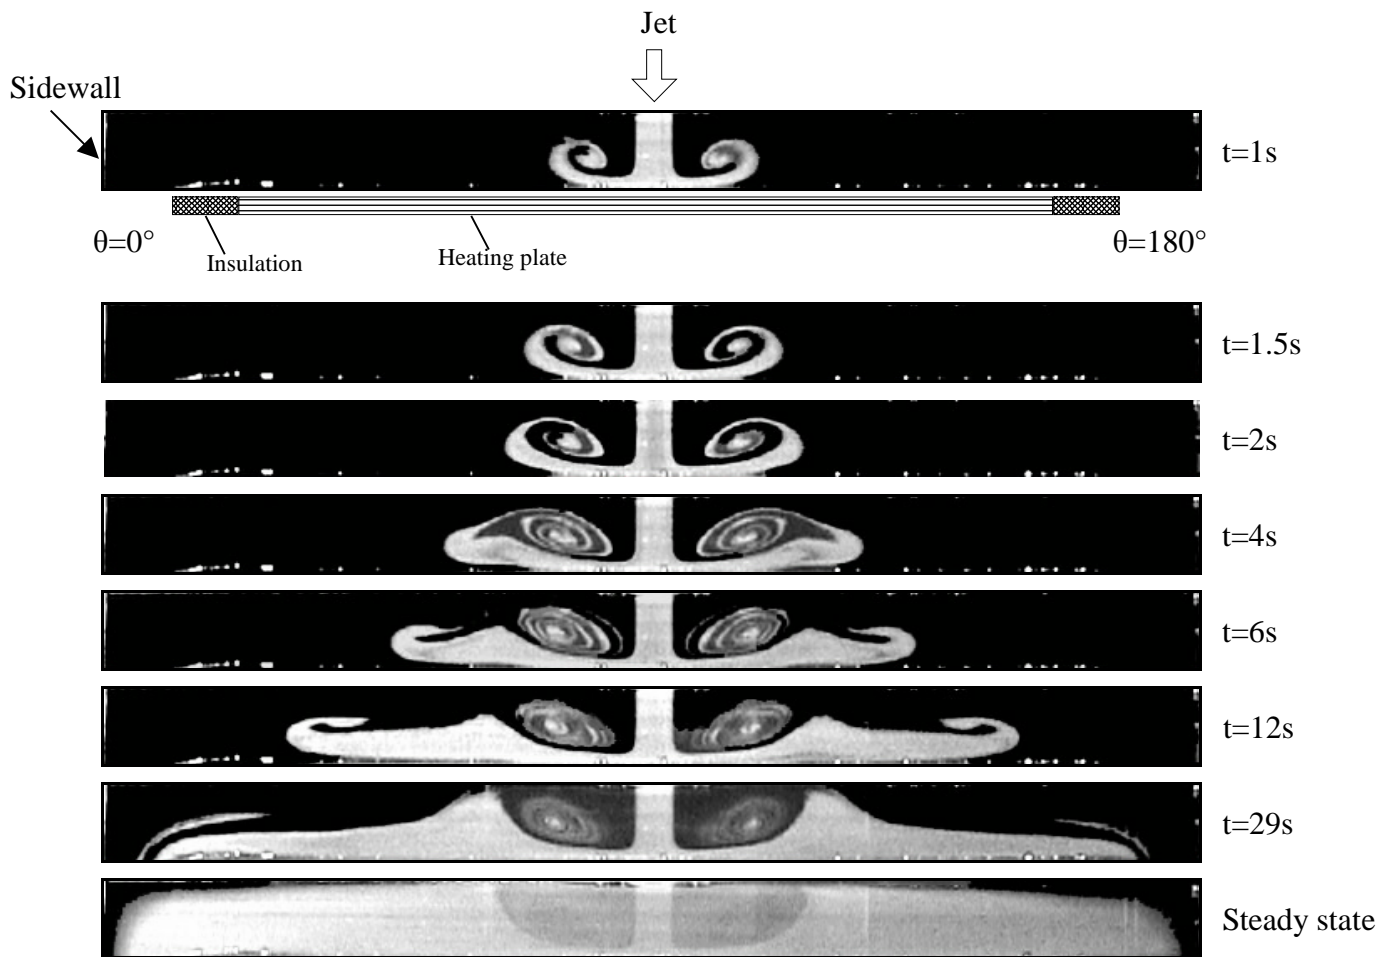 Jet
Sidewall
t=1s
θ=0°
θ=180°
Insulation
Heating plate
t=1.5s
t=2s
t=4s
t=6s
t=12s
t=29s
Steady state